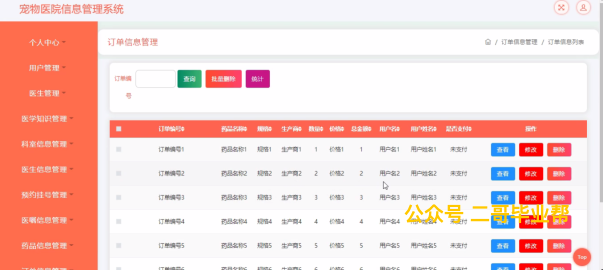 宠物医院信息管理系统
个人中心
用户管理
医生管理
医学知识管理
科室信息管理
医生信息管理
预约挂号管理
医嘱信息管理
药品信息管理
订单信息管理
订单信息管理 / 订单信息列表
订单编号
查询 批量删除 统计
订单编号 药品名称 规格 生产商 数量 价格 总金额 用户名 用户姓名 是否支付 操作
订单编号1 药品名称1 规格1 生产商1 1 价格1 1 用户名1 用户姓名1 未支付 查看 修改 删除
订单编号2 药品名称2 规格2 生产商2 2 价格2 2 用户名2 用户姓名2 未支付 查看 修改 删除
订单编号3 药品名称3 规格3 生产商3 3 价格3 3 用户名3 用户姓名3 未支付 查看 修改 删除
订单编号4 药品名称4 规格4 生产商4 4 价格4 4 用户名4 用户姓名4 未支付 查看 修改 删除
订单编号5 药品名称5 规格5 生产商5 5 价格5 5 用户名5 用户姓名5 未支付 查看 修改 删除
公众号 二哥毕业帮
Top